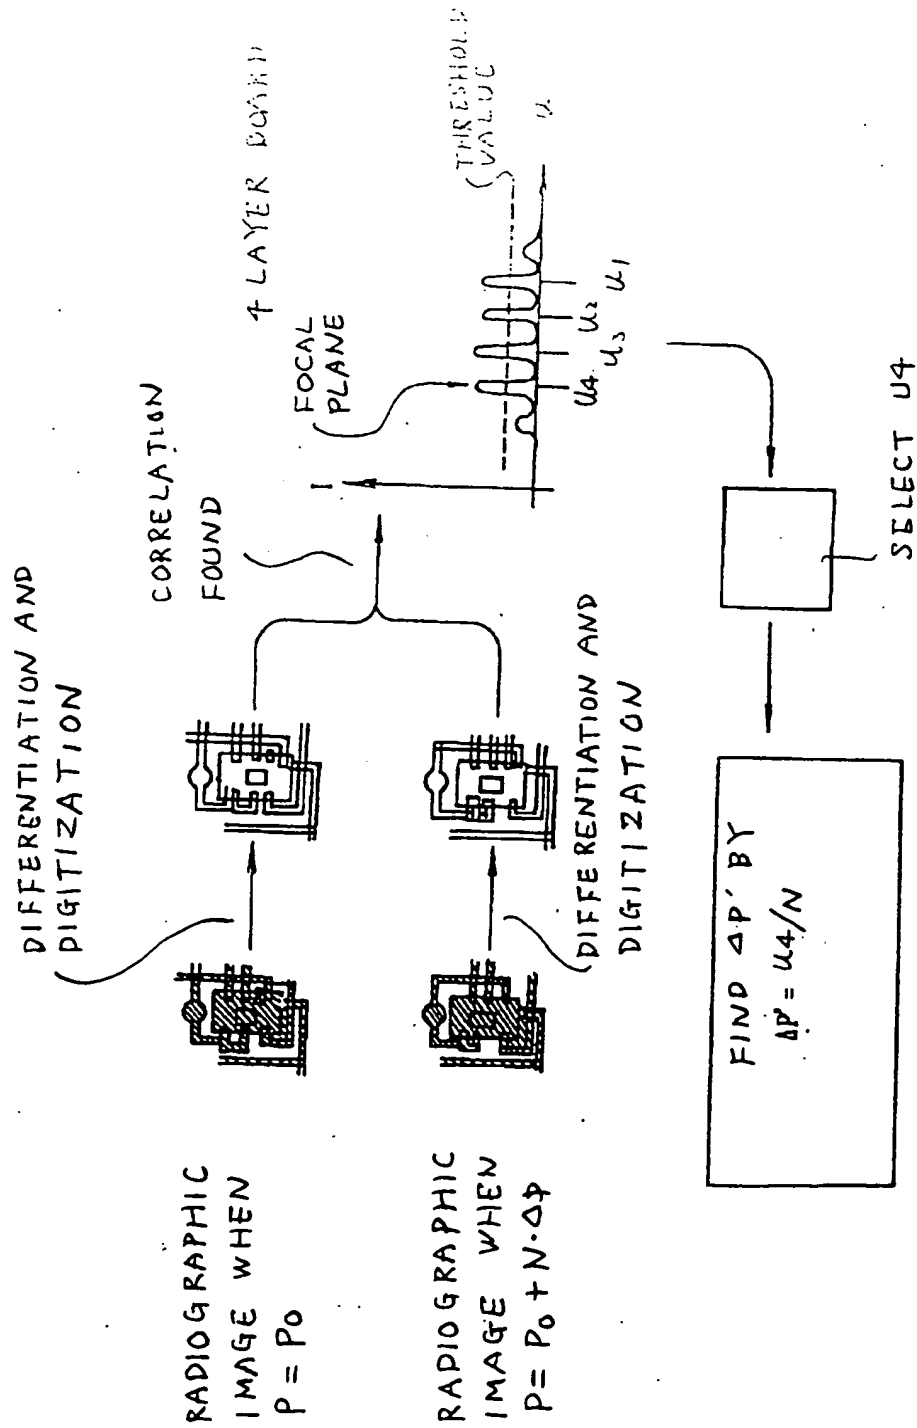 RADIOGRAPHIC
IMAGE WHEN
P = P0
RADIOGRAPHIC
IMAGE WHEN
P = P0 + N·ΔP
DIFFERENTIATION AND
DIGITIZATION
DIFFERENTIATION AND
DIGITIZATION
CORRELATION
FOUND
I
FOCAL
PLANE
4 LAYER BOARD
THRESHOLD
VALUE
u
u4
u3
u2
u1
SELECT U4
FIND ΔP' BY
ΔP' = u4/N